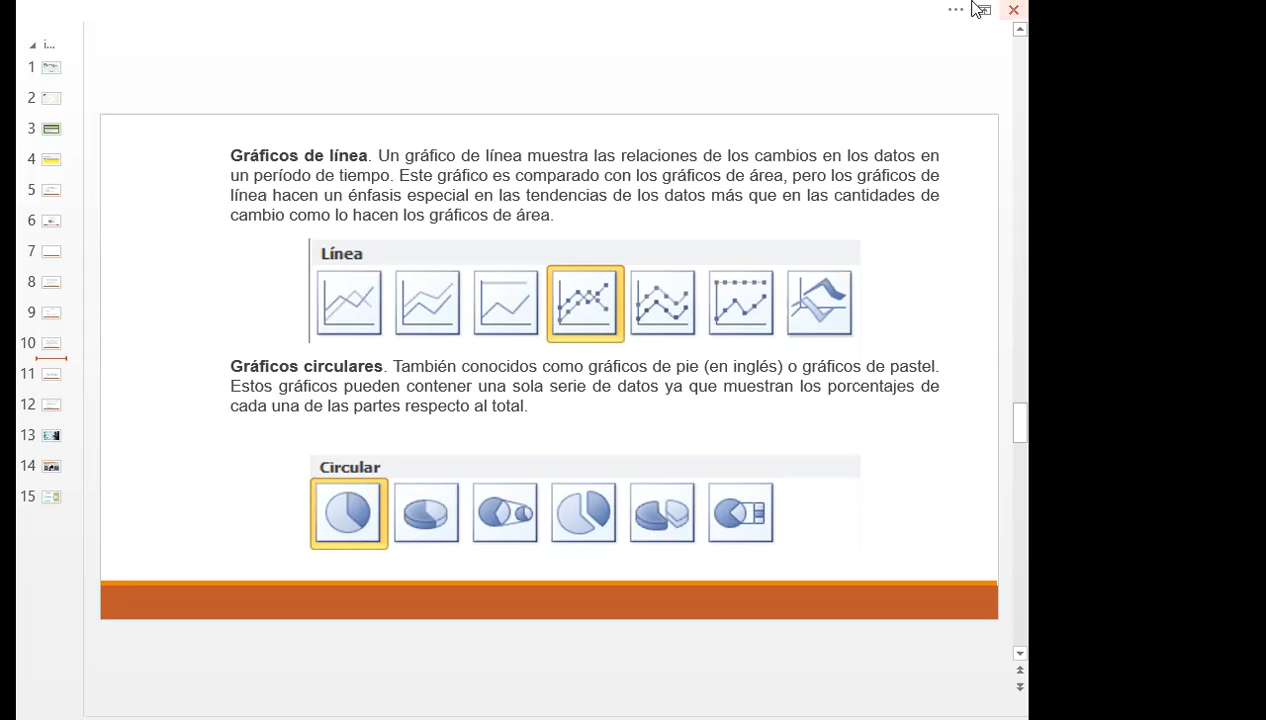 i...
1
2
3
4
5
6
7
8
9
10
11
12
13
14
15
Gráficos de línea. Un gráfico de línea muestra las relaciones de los cambios en los datos en
un período de tiempo. Este gráfico es comparado con los gráficos de área, pero los gráficos de
línea hacen un énfasis especial en las tendencias de los datos más que en las cantidades de
cambio como lo hacen los gráficos de área.
Línea
Gráficos circulares. También conocidos como gráficos de pie (en inglés) o gráficos de pastel.
Estos gráficos pueden contener una sola serie de datos ya que muestran los porcentajes de
cada una de las partes respecto al total.
Circular